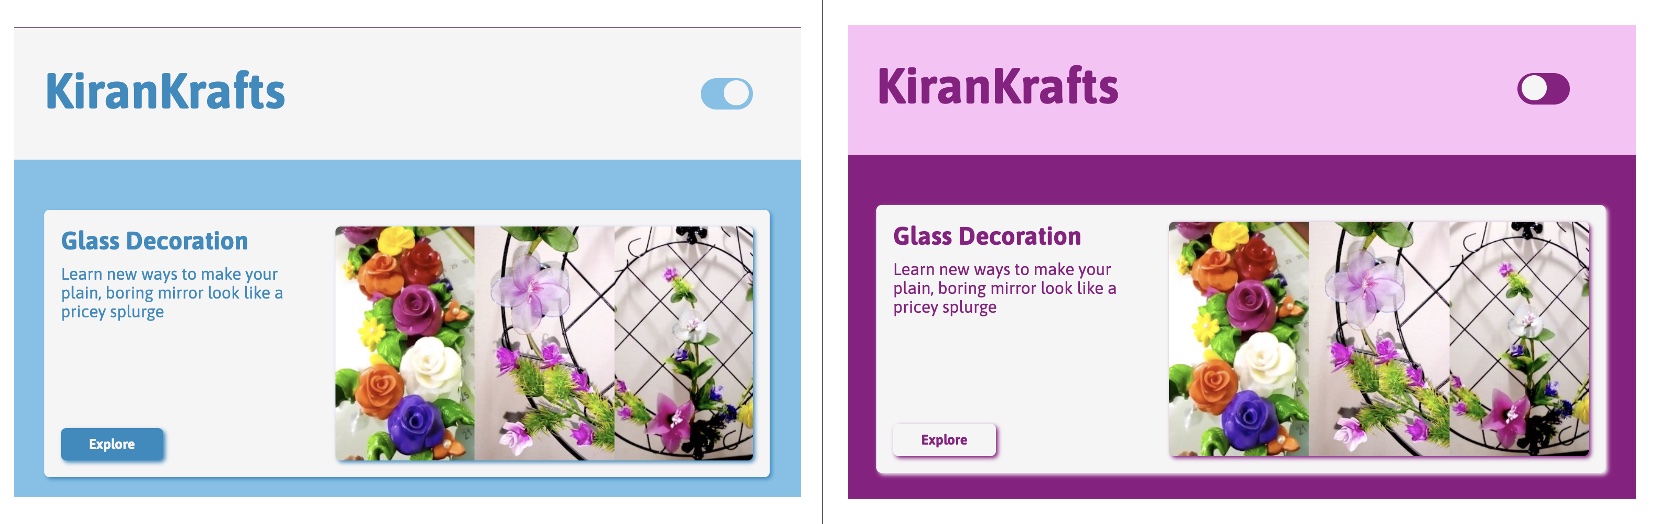 KiranKrafts
Glass Decoration
Learn new ways to make your
plain, boring mirror look like a
pricey splurge
Explore
KiranKrafts
Glass Decoration
Learn new ways to make your
plain, boring mirror look like a
pricey splurge
Explore